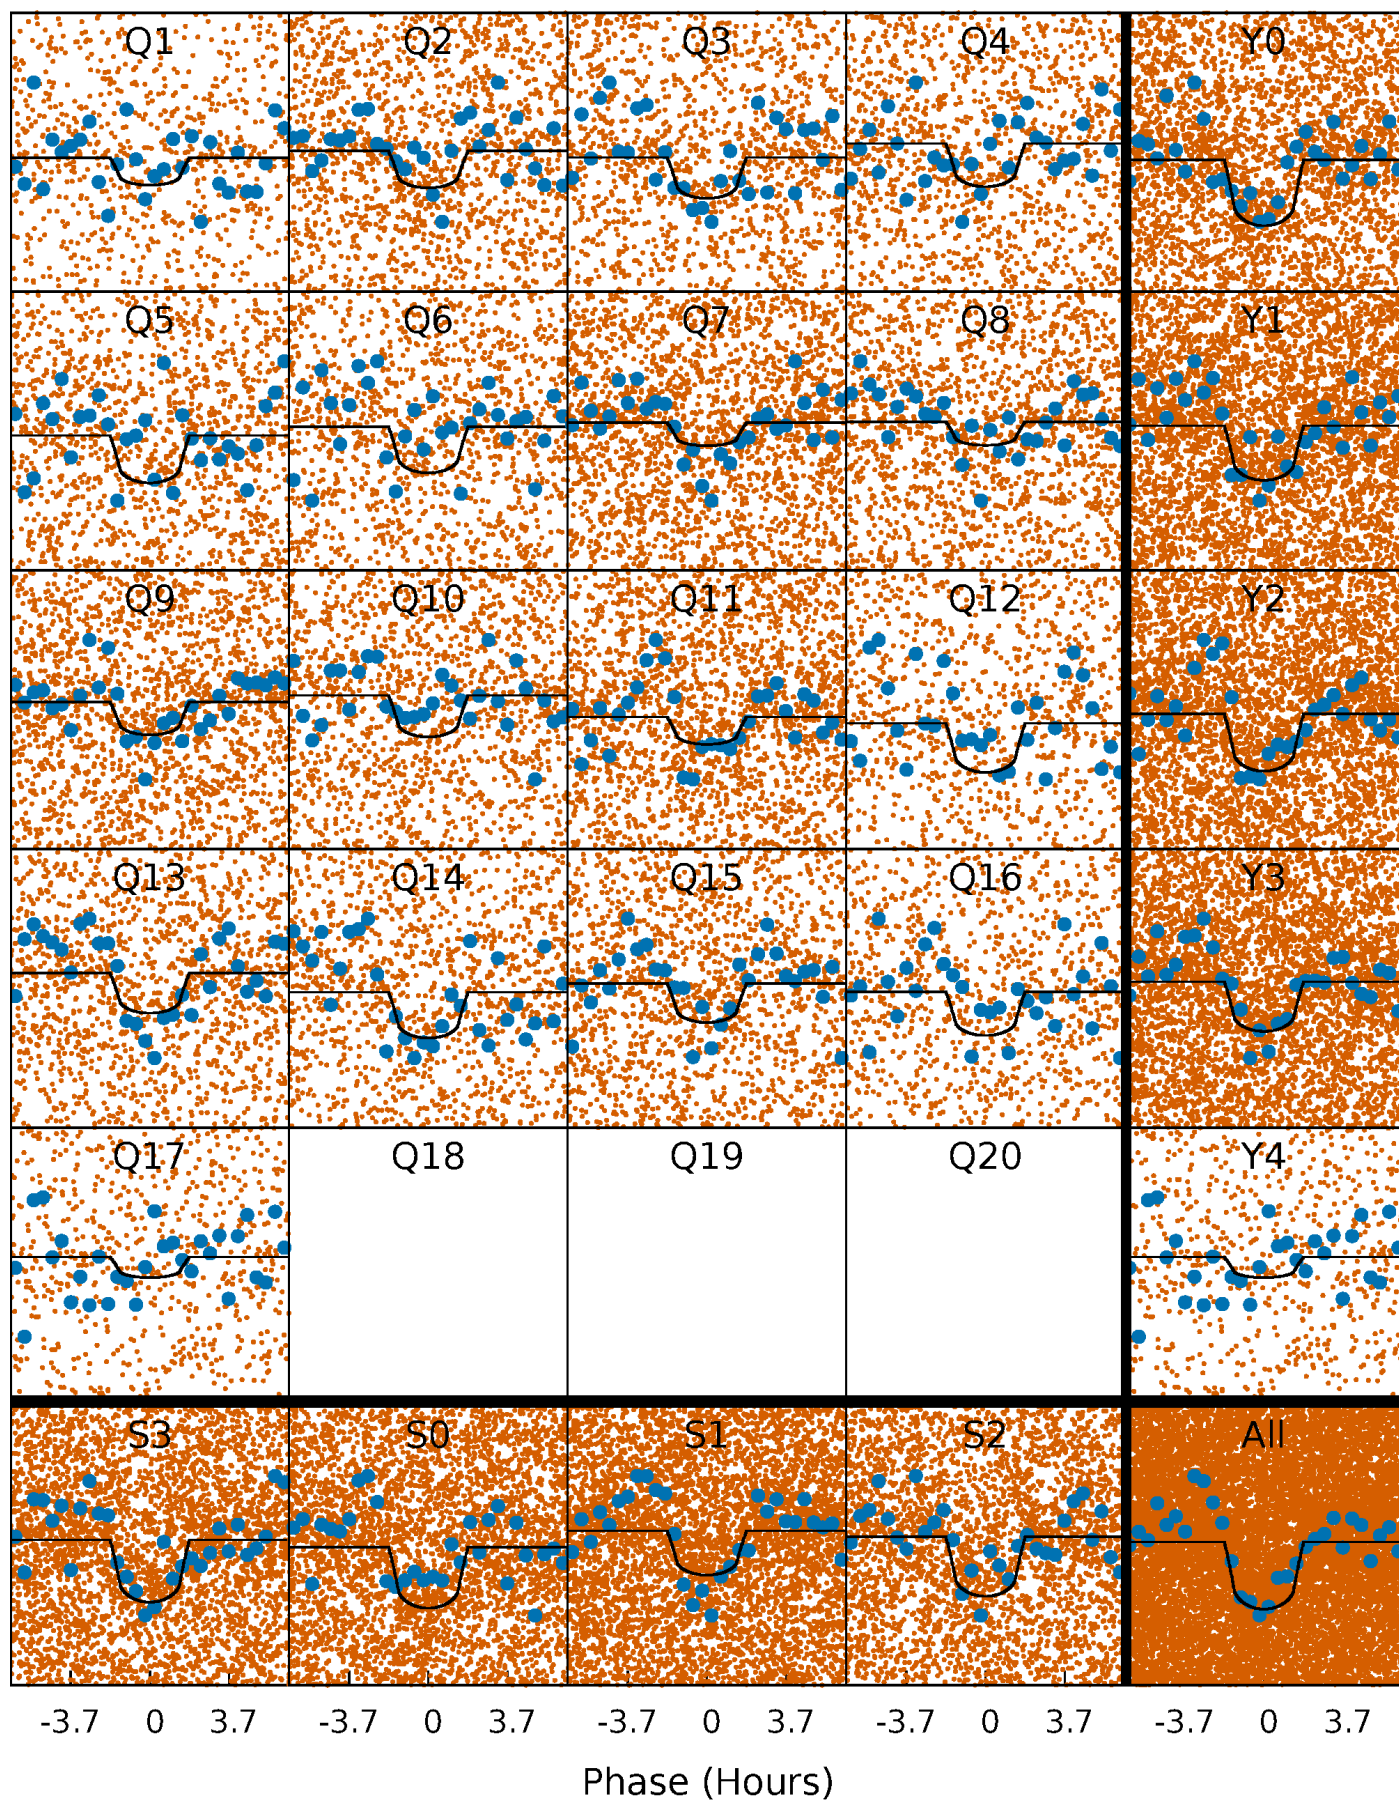 Q1 Q2 Q3 Q4 Y0
Q5 Q6 Q7 Q8 Y1
Q9 Q10 Q11 Q12 Y2
Q13 Q14 Q15 Q16 Y3
Q17 Q18 Q19 Q20 Y4
S3 S0 S1 S2 All
-3.7 0 3.7 -3.7 0 3.7 -3.7 0 3.7 -3.7 0 3.7 -3.7 0 3.7
Phase (Hours)